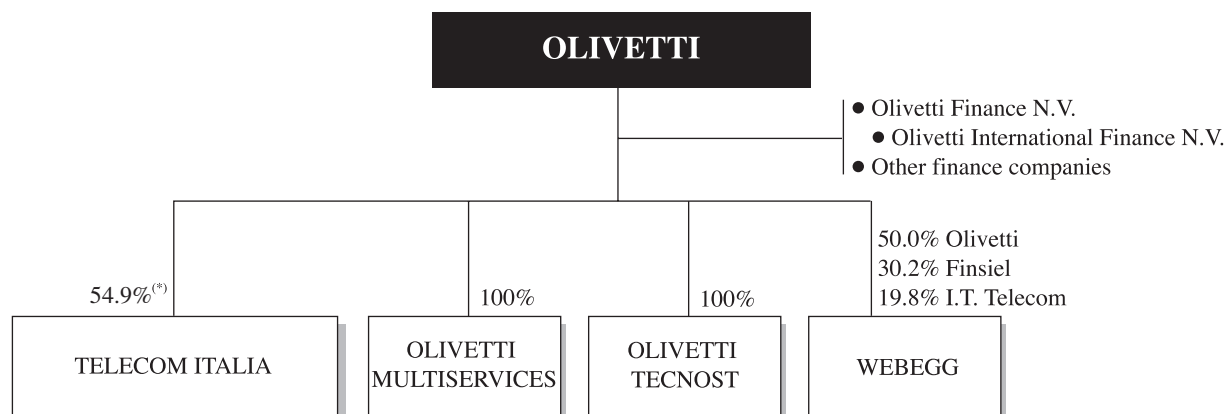 OLIVETTI
● Olivetti Finance N.V.
● Olivetti International Finance N.V.
● Other finance companies
50.0% Olivetti
30.2% Finsiel
19.8% I.T. Telecom
54.9%(*)
100%
100%
TELECOM ITALIA
OLIVETTI
MULTISERVICES
OLIVETTI
TECNOST
WEBEGG